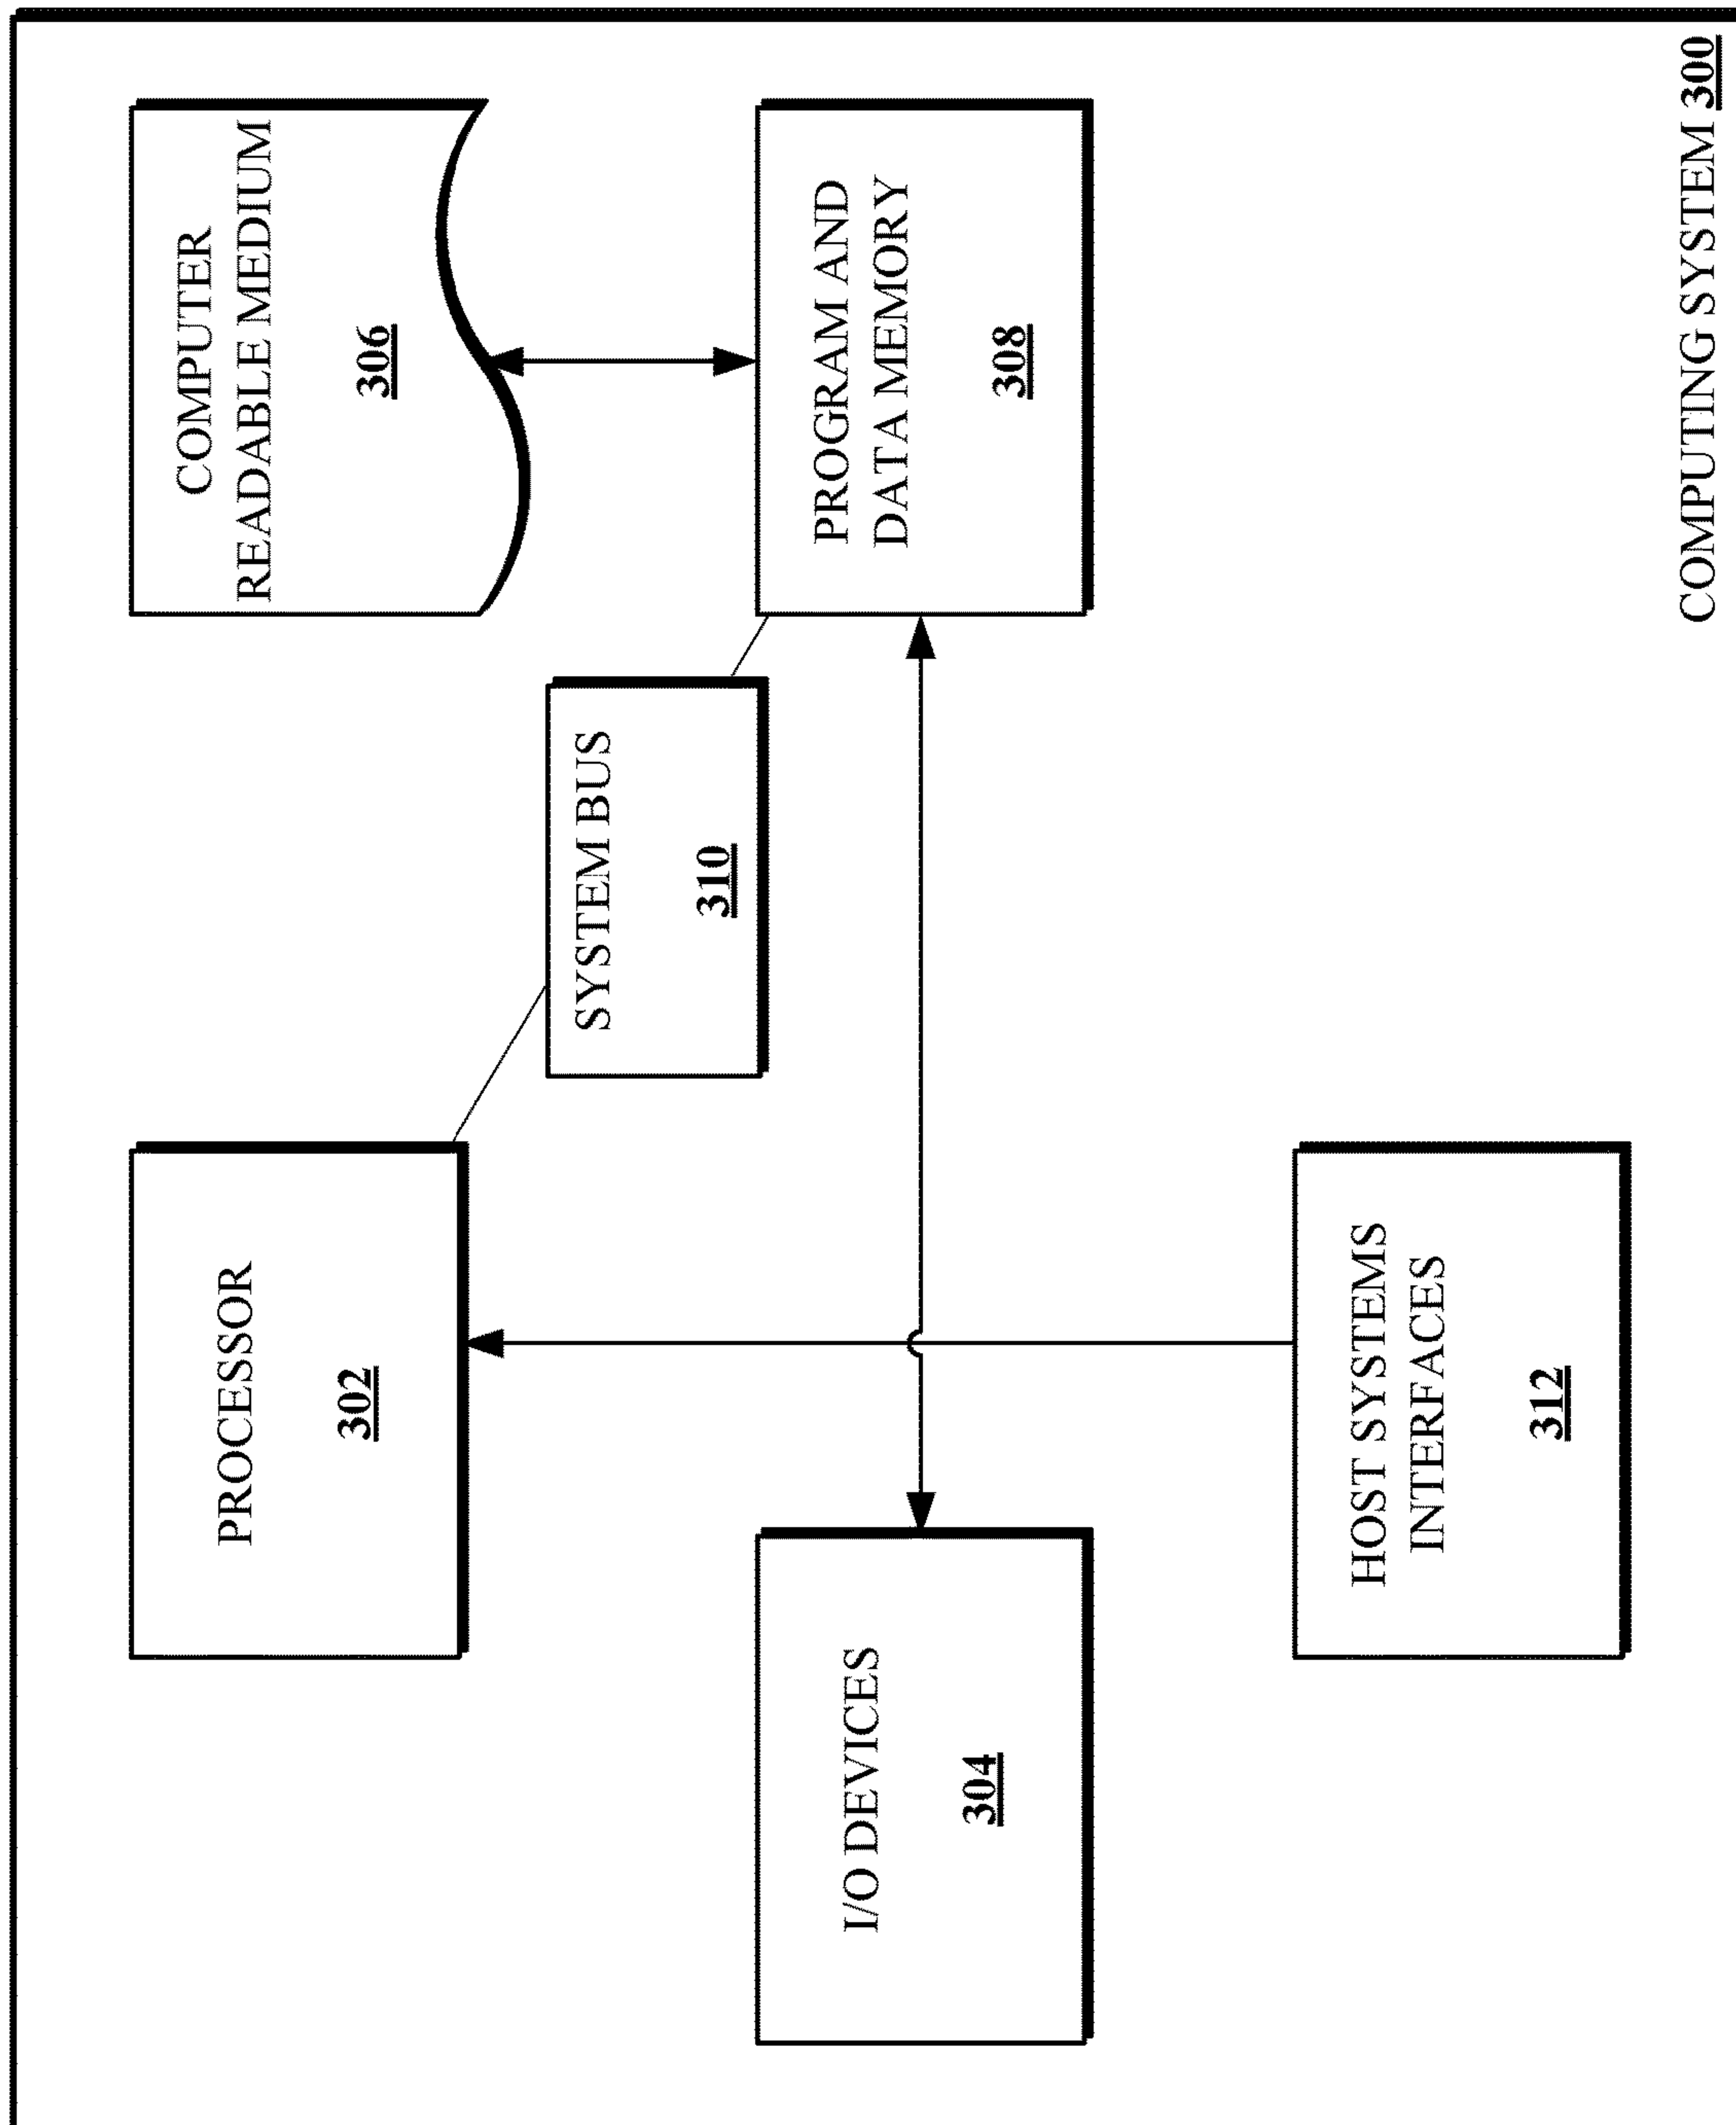 PROCESSOR
302
COMPUTER
READABLE MEDIUM
306
SYSTEM BUS
310
I/O DEVICES
304
PROGRAM AND
DATA MEMORY
308
HOST SYSTEMS
INTERFACES
312
COMPUTING SYSTEM 300